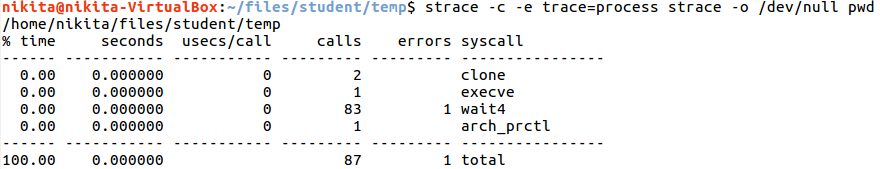 nikita@nikita-VirtualBox:~/files/student/temp$ strace -c -e trace=process strace -o /dev/null pwd
/home/nikita/files/student/temp
% time     seconds  usecs/call     calls    errors syscall
------ ----------- ----------- --------- --------- ----------------
  0.00    0.000000           0         2           clone
  0.00    0.000000           0         1           execve
  0.00    0.000000           0        83         1 wait4
  0.00    0.000000           0         1           arch_prctl
------ ----------- ----------- --------- --------- ----------------
100.00    0.000000                    87         1 total